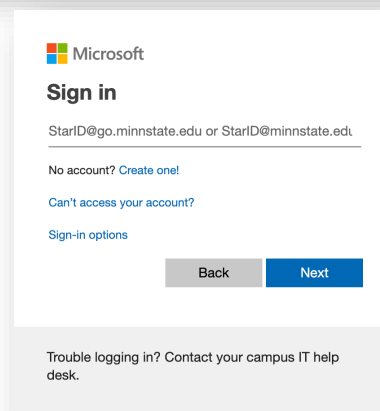 Microsoft
Sign in
StarID@go.minnstate.edu or StarID@minnstate.edu
No account? Create one!
Can't access your account?
Sign-in options
Back
Next
Trouble logging in? Contact your campus IT help
desk.